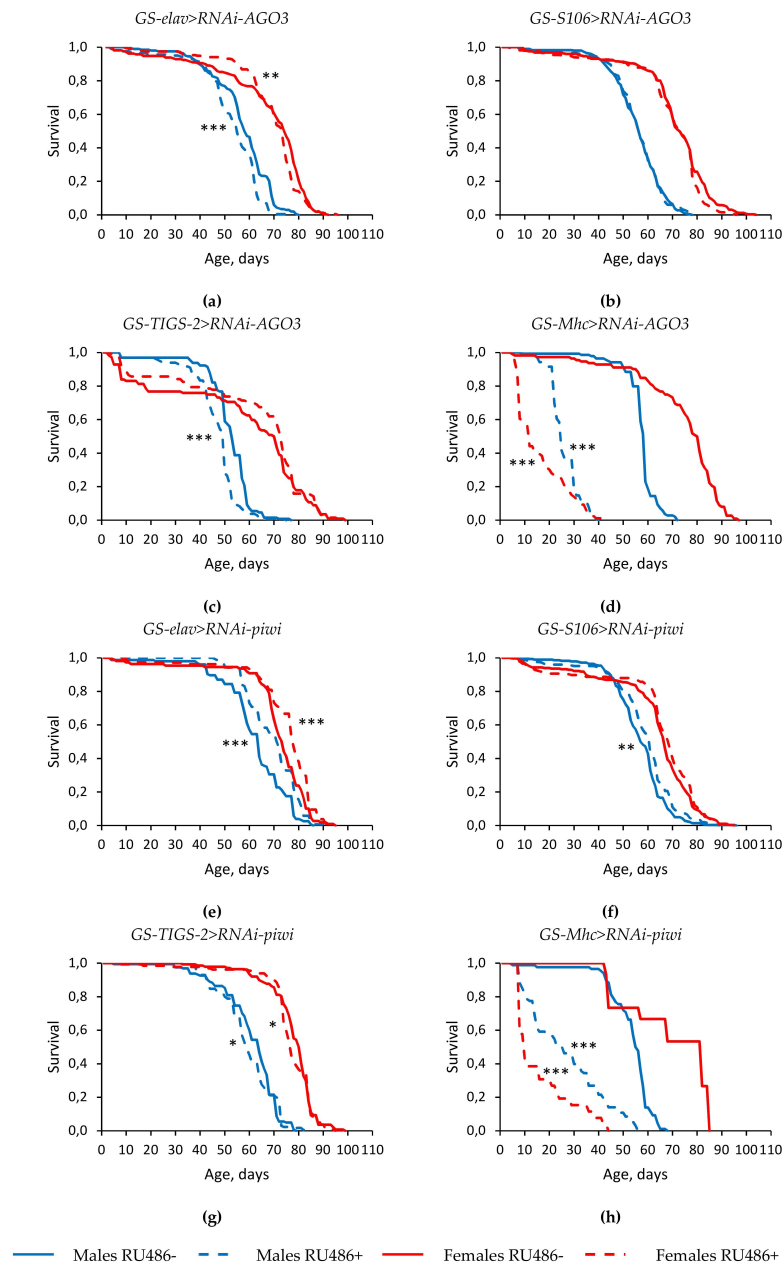 GS-elav>RNAi-AGO3
GS-S106>RNAi-AGO3
1,0
0,8
0,6
0,4
0,2
0,0
Survival
**
***
0 10 20 30 40 50 60 70 80 90 100 110
Age, days
1,0
0,8
0,6
0,4
0,2
0,0
Survival
0 10 20 30 40 50 60 70 80 90 100 110
Age, days
(a)
(b)
GS-TIGS-2>RNAi-AGO3
GS-Mhc>RNAi-AGO3
1,0
0,8
0,6
0,4
0,2
0,0
Survival
***
0 10 20 30 40 50 60 70 80 90 100 110
Age, days
1,0
0,8
0,6
0,4
0,2
0,0
Survival
***
***
0 10 20 30 40 50 60 70 80 90 100 110
Age, days
(c)
(d)
GS-elav>RNAi-piwi
GS-S106>RNAi-piwi
1,0
0,8
0,6
0,4
0,2
0,0
Survival
***
***
0 10 20 30 40 50 60 70 80 90 100 110
Age, days
1,0
0,8
0,6
0,4
0,2
0,0
Survival
**
0 10 20 30 40 50 60 70 80 90 100 110
Age, days
(e)
(f)
GS-TIGS-2>RNAi-piwi
GS-Mhc>RNAi-piwi
1,0
0,8
0,6
0,4
0,2
0,0
Survival
*
*
0 10 20 30 40 50 60 70 80 90 100 110
Age, days
1,0
0,8
0,6
0,4
0,2
0,0
Survival
***
***
0 10 20 30 40 50 60 70 80 90 100 110
Age, days
(g)
(h)
Males RU486- Males RU486+ Females RU486- Females RU486+